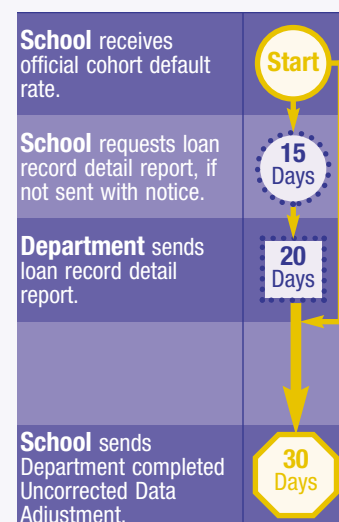 School receives
official cohort default
rate.
Start
School requests loan
record detail report, if
not sent with notice.
15
Days
Department sends
loan record detail
report.
20
Days
School sends
Department completed
Uncorrected Data
Adjustment.
30
Days